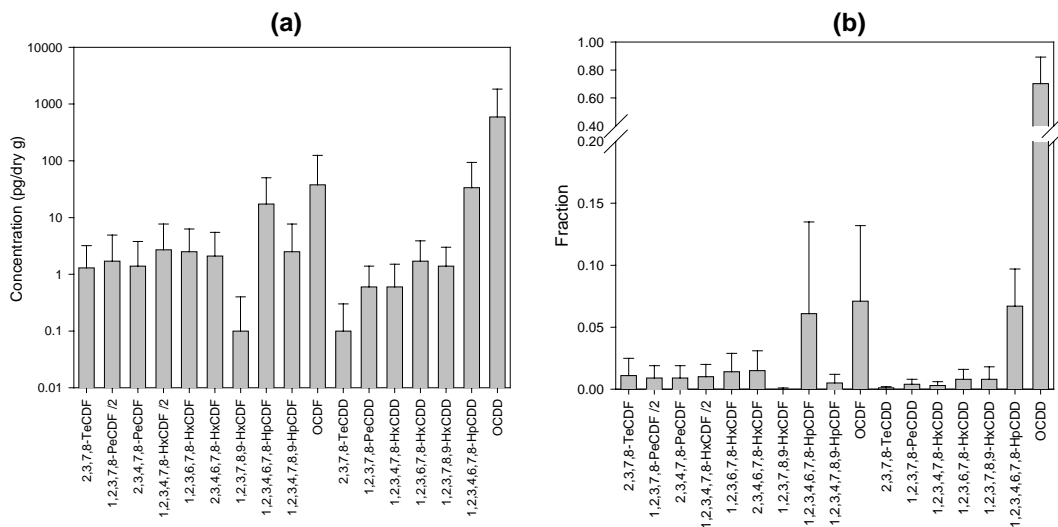 (a)
Concentration (pg/dry g)
10000
1000
100
10
1
0.1
0.01
2,3,7,8-TeCDF
1,2,3,7,8-PeCDF /2
2,3,4,7,8-PeCDF
1,2,3,4,7,8-HxCDF /2
1,2,3,6,7,8-HxCDF
2,3,4,6,7,8-HxCDF
1,2,3,7,8,9-HxCDF
1,2,3,4,6,7,8-HpCDF
1,2,3,4,7,8,9-HpCDF
OCDF
2,3,7,8-TeCDD
1,2,3,7,8-PeCDD
1,2,3,4,7,8-HxCDD
1,2,3,6,7,8-HxCDD
1,2,3,7,8,9-HxCDD
1,2,3,4,6,7,8-HpCDD
OCDD
(b)
Fraction
1.00
0.80
0.60
0.40
0.20
0.15
0.10
0.05
0.00
2,3,7,8-TeCDF
1,2,3,7,8-PeCDF /2
2,3,4,7,8-PeCDF
1,2,3,4,7,8-HxCDF /2
1,2,3,6,7,8-HxCDF
2,3,4,6,7,8-HxCDF
1,2,3,7,8,9-HxCDF
1,2,3,4,6,7,8-HpCDF
1,2,3,4,7,8,9-HpCDF
OCDF
2,3,7,8-TeCDD
1,2,3,7,8-PeCDD
1,2,3,4,7,8-HxCDD
1,2,3,6,7,8-HxCDD
1,2,3,7,8,9-HxCDD
1,2,3,4,6,7,8-HpCDD
OCDD